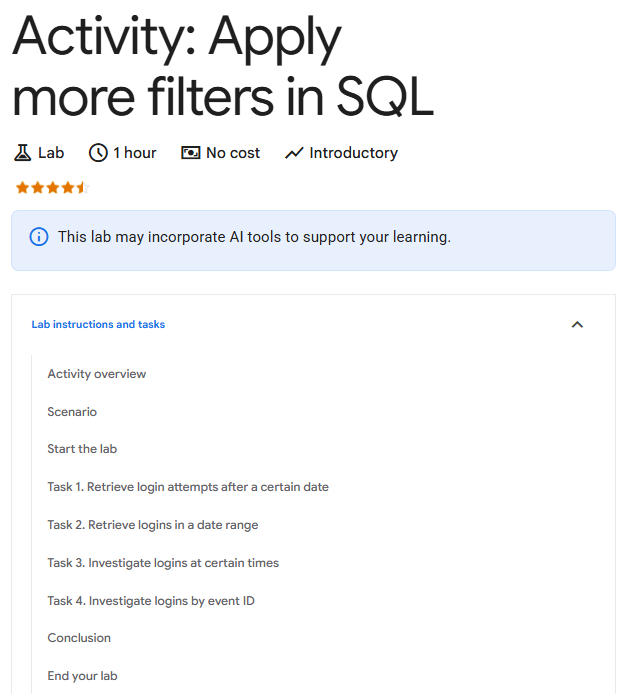 Activity: Apply
more filters in SQL
Lab 1 hour No cost Introductory
This lab may incorporate AI tools to support your learning.
Lab instructions and tasks
Activity overview
Scenario
Start the lab
Task 1. Retrieve login attempts after a certain date
Task 2. Retrieve logins in a date range
Task 3. Investigate logins at certain times
Task 4. Investigate logins by event ID
Conclusion
End your lab